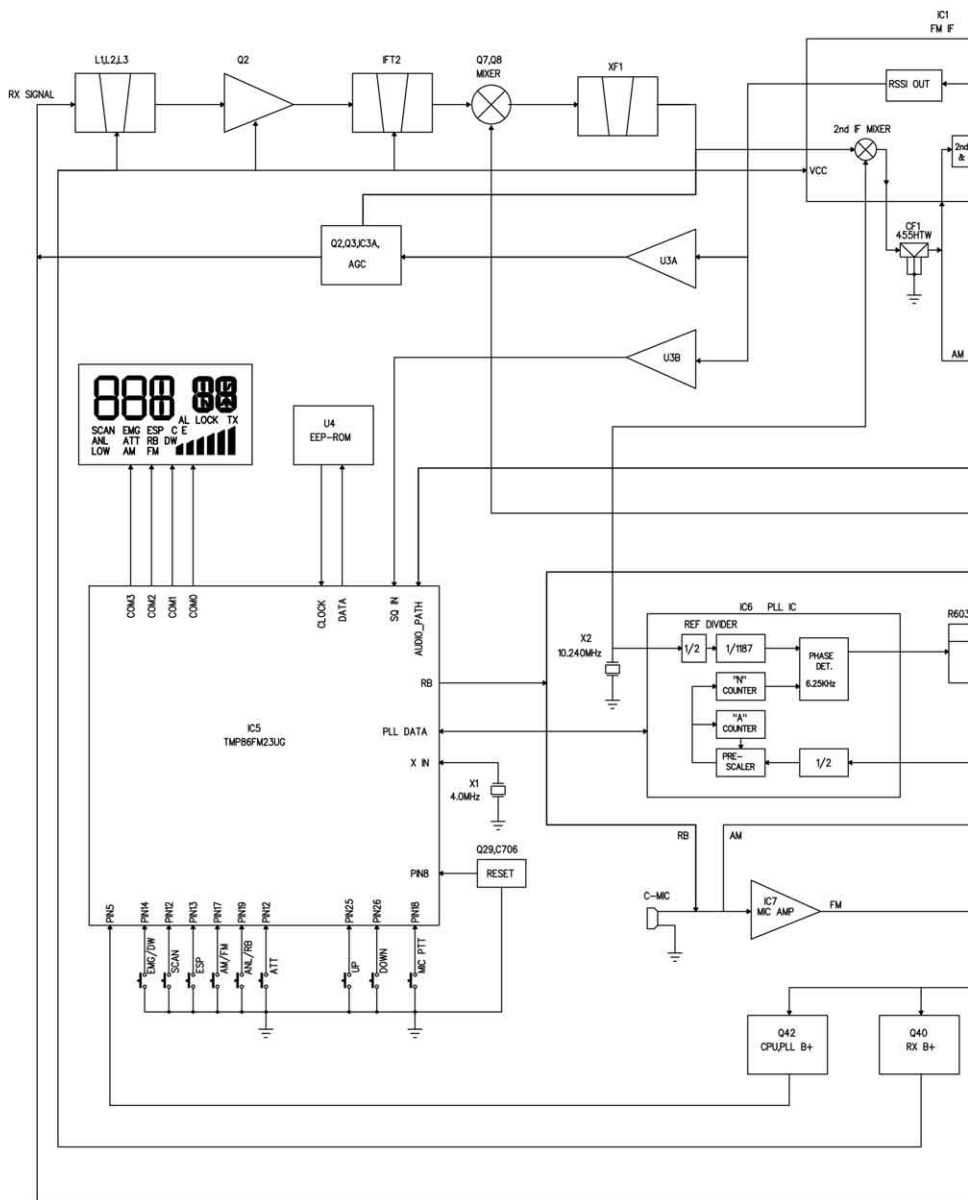 IC1
FM IF
L1,L2,L3
Q2
IFT2
Q7,Q8
MIXER
XF1
RX SIGNAL
RSSI OUT
2nd IF MIXER
2nd
&
VCC
CF1
455HTW
Q2,Q3,IC3A,
AGC
U3A
U3B
AM
AL LOCK TX
SCAN EMG ESP C E
ANL ATT RB DW
LOW AM FM
U4
EEP-ROM
COM3
COM2
COM1
COM0
CLOCK
DATA
SQ IN
AUDIO_PATH
RB
PLL DATA
X IN
PIN8
IC5
TMP86FM23UG
X1
4.0MHz
Q29,C706
RESET
X2
10.240MHz
IC6 PLL IC
REF DIVIDER
1/2
1/1187
PHASE
DET.
6.25KHz
"N"
COUNTER
"A"
COUNTER
PRE-
SCALER
1/2
R603
RB
AM
C-MIC
IC7
MIC AMP
FM
PIN5
PIN14
PIN12
PIN13
PIN17
PIN19
PIN12
PIN25
PIN26
PIN18
EMG/DW
SCAN
ESP
AM/FM
ANL/RB
ATT
UP
DOWN
MIC PTT
Q42
CPU,PLL B+
Q40
RX B+